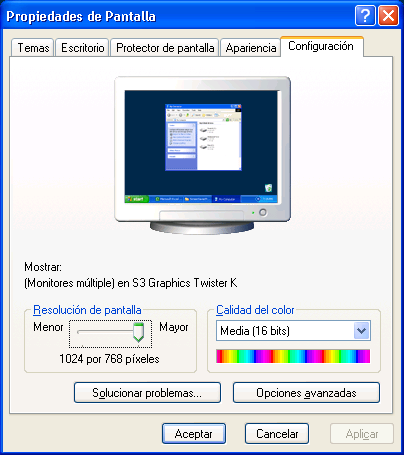 Propiedades de Pantalla
Temas Escritorio Protector de pantalla Apariencia Configuración
start
Mostrar:
(Monitores múltiple) en S3 Graphics Twister K
Resolución de pantalla
Menor Mayor
1024 por 768 píxeles
Calidad del color
Media (16 bits)
Solucionar problemas... Opciones avanzadas
Aceptar Cancelar Aplicar